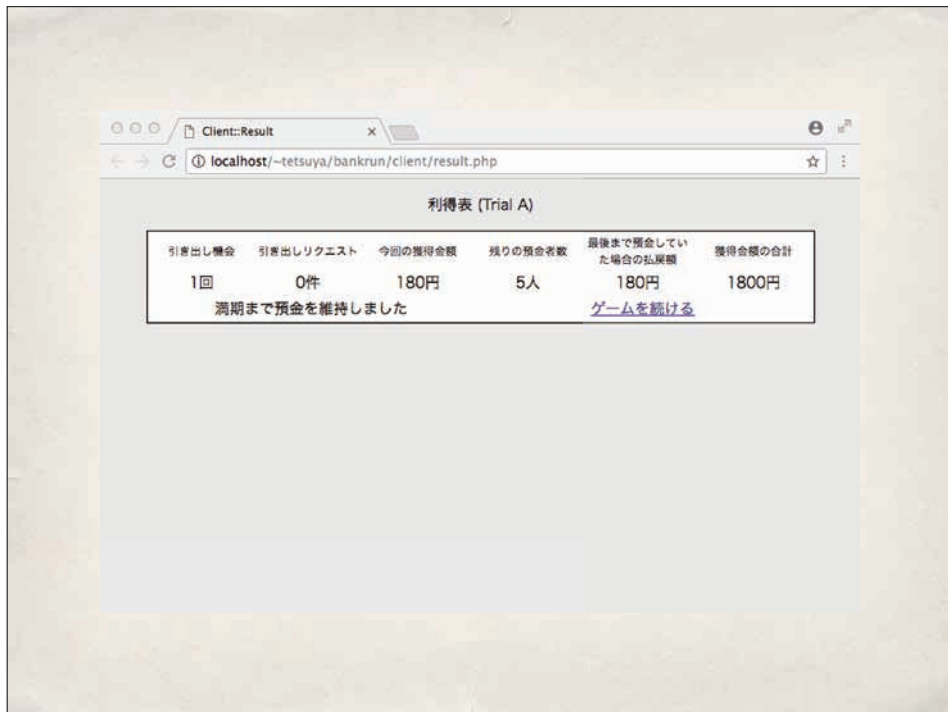 Client::Result
localhost/~tetsuya/bankrun/client/result.php
利得表 (Trial A)
引き出し機会 引き出しリクエスト 今回の獲得金額 残りの預金者数 最後まで預金してい
た場合の払戻額 獲得金額の合計
1回 0件 180円 5人 180円 1800円
満期まで預金を維持しました ゲームを続ける